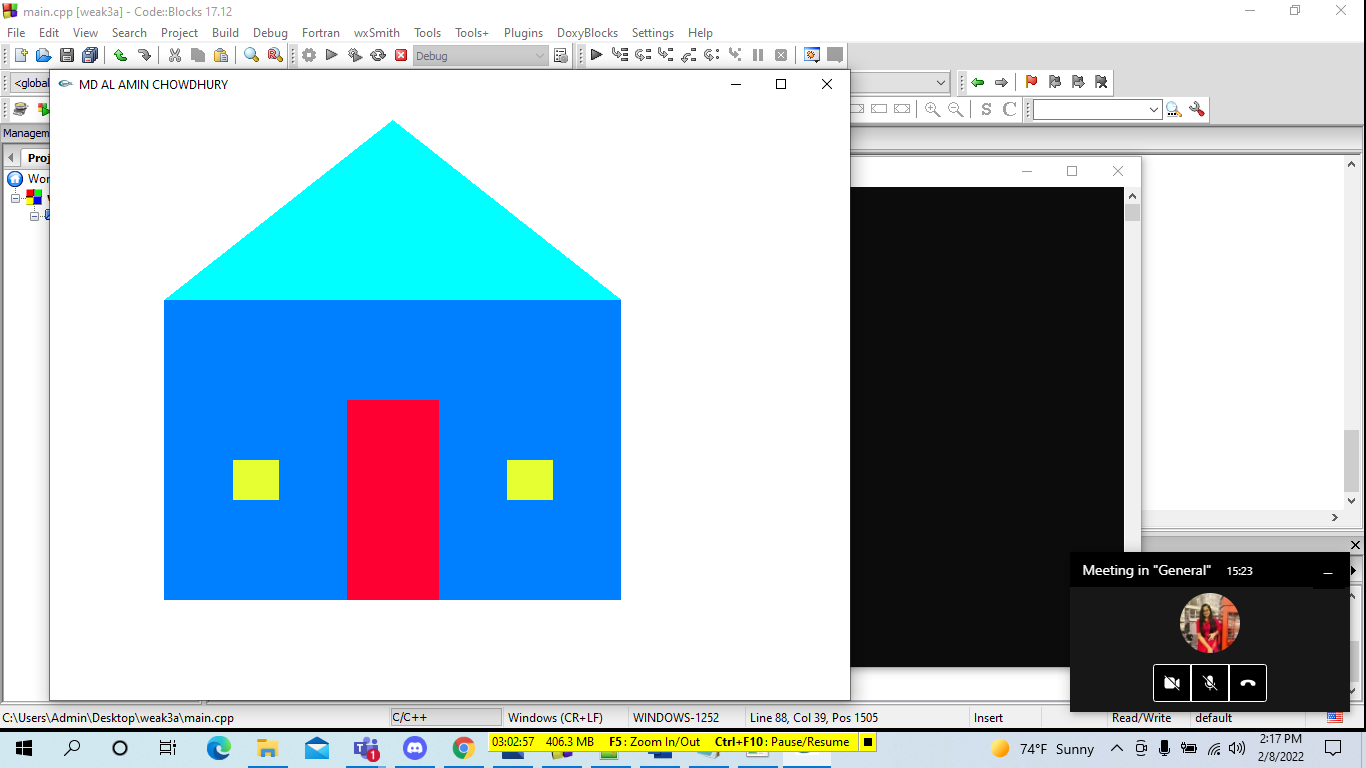 main.cpp [weak3a] - Code::Blocks 17.12
File Edit View Search Project Build Debug Fortran wxSmith Tools Tools+ Plugins DoxyBlocks Settings Help
Debug
<global
MD AL AMIN CHOWDHURY
S C
Managem
Proj
Wor
Meeting in "General" 15:23
C:\Users\Admin\Desktop\weak3a\main.cpp C/C++ Windows (CR+LF) WINDOWS-1252 Line 88, Col 39, Pos 1505 Insert Read/Write default
03:02:57 406.3 MB F5: Zoom In/Out Ctrl+F10: Pause/Resume
1
74°F Sunny
2:17 PM
2/8/2022